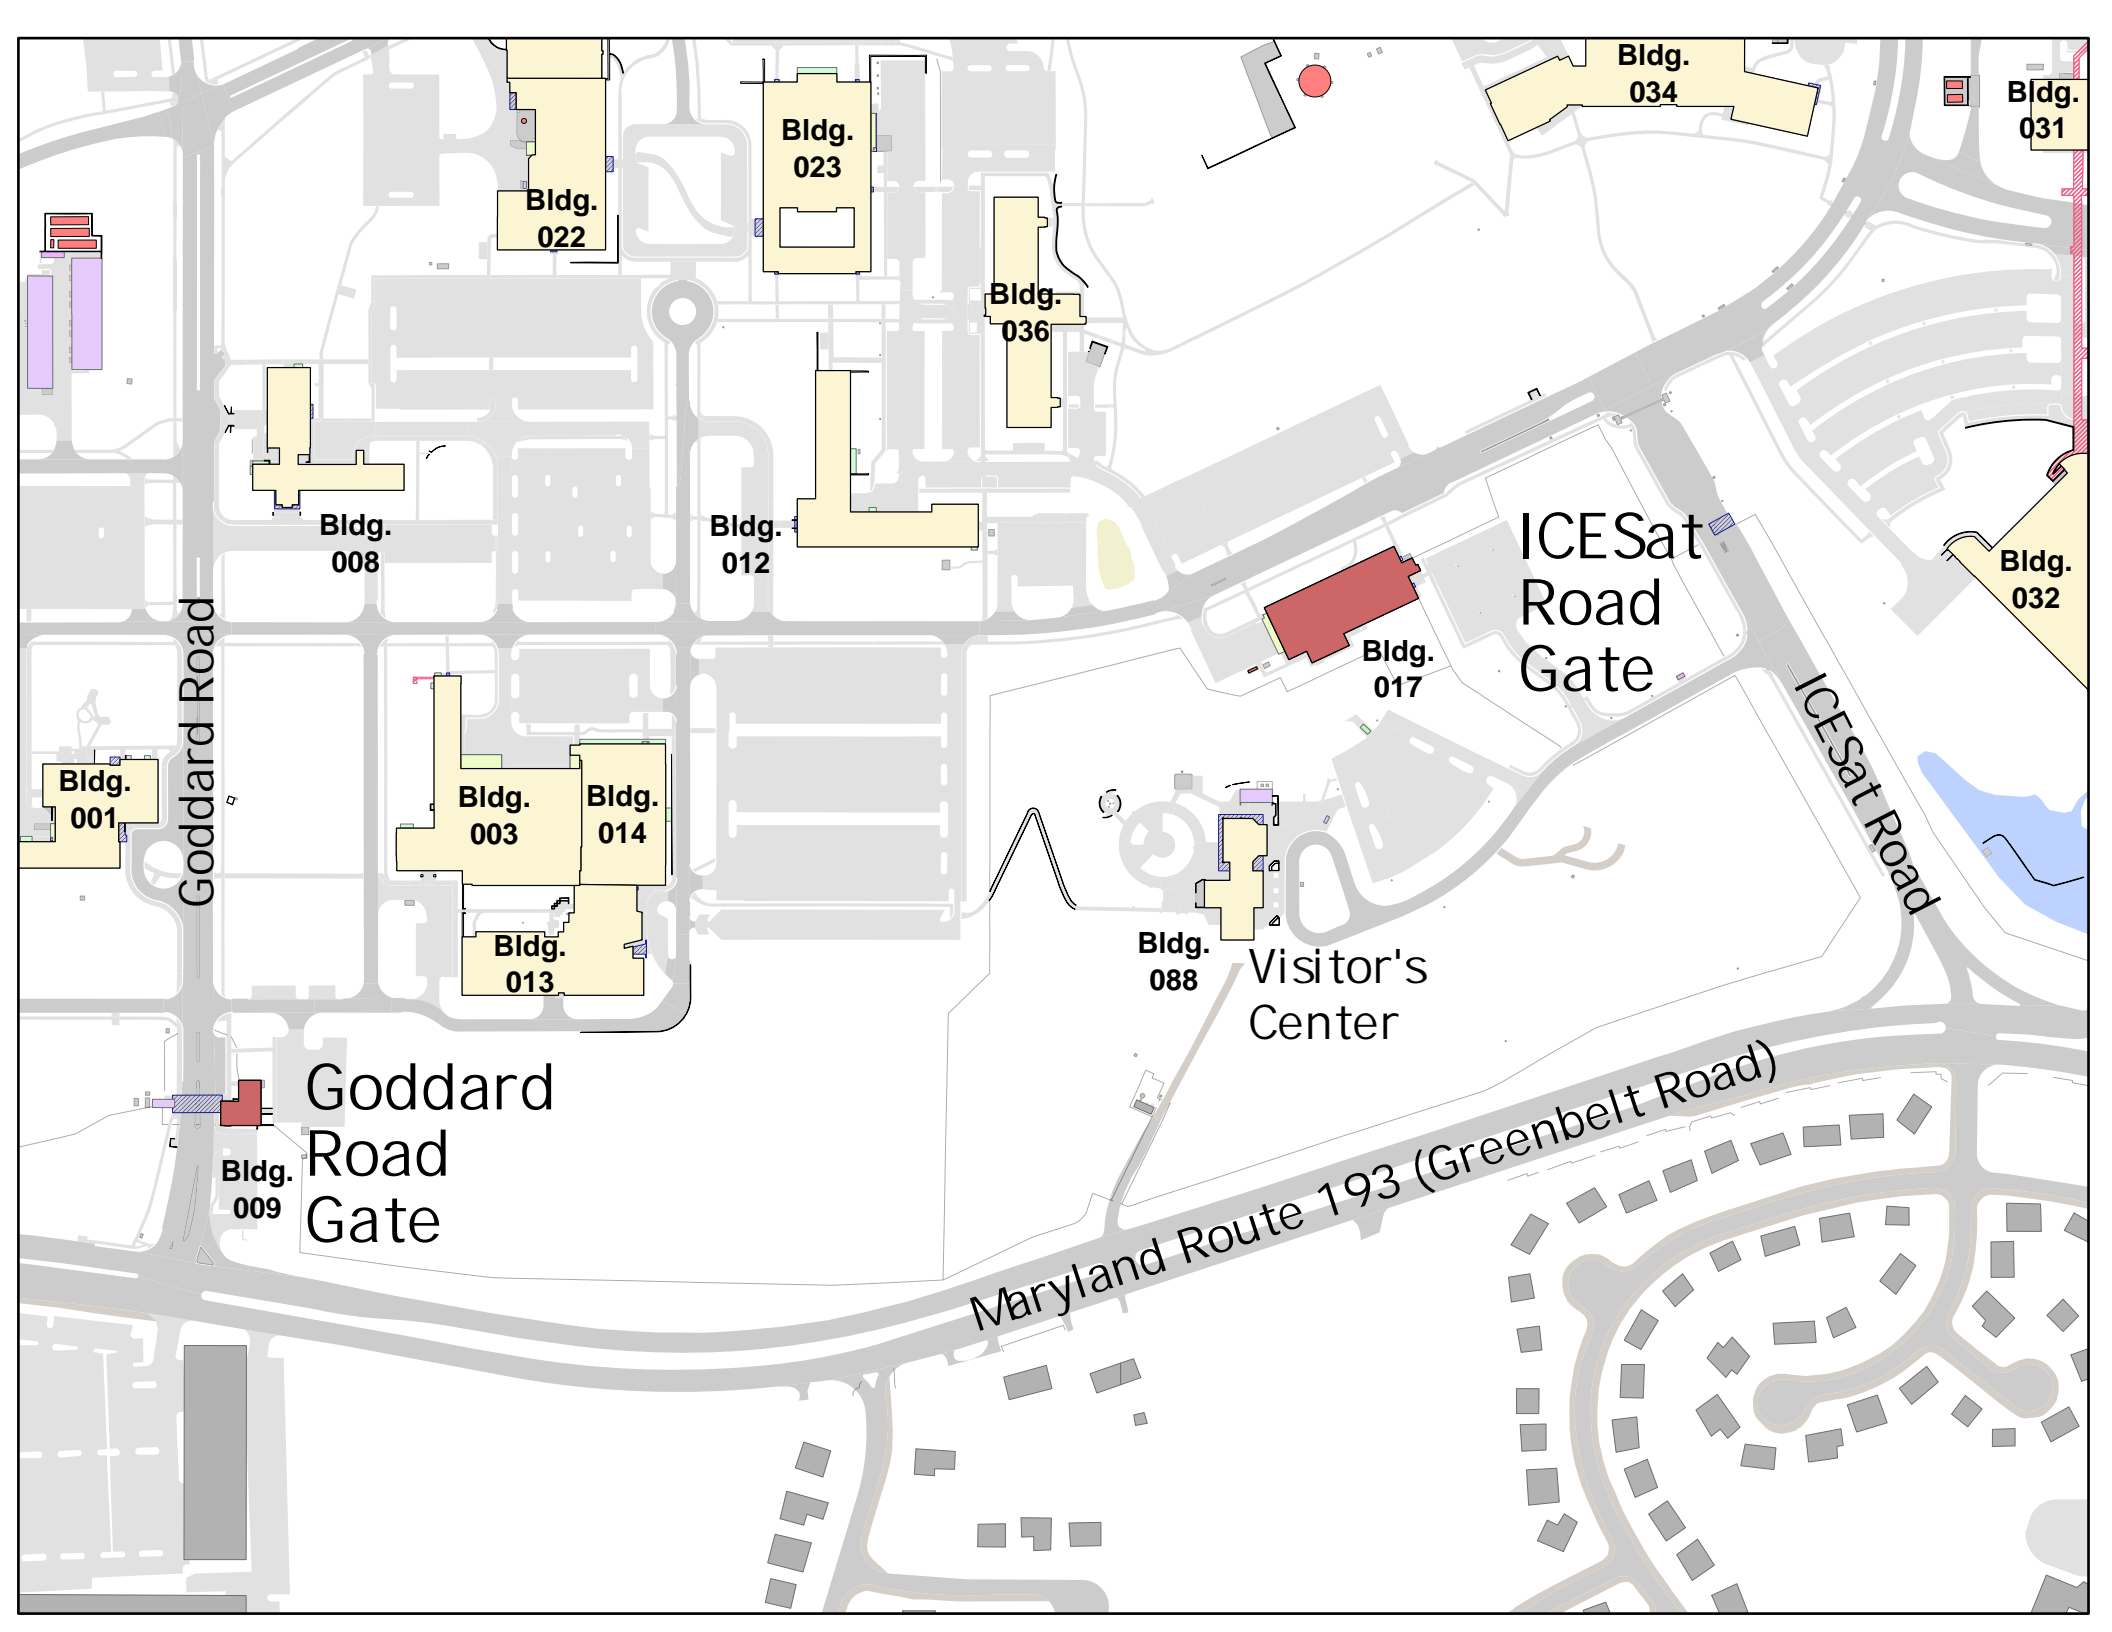 Bldg.
034
Bldg.
031
Bldg.
023
Bldg.
022
Bldg.
036
Bldg.
008
Bldg.
012
ICESat
Road
Gate
Bldg.
032
Bldg.
017
Goddard Road
ICESat Road
Bldg.
001
Bldg.
003
Bldg.
014
Bldg.
013
Bldg.
088
Visitor's
Center
Goddard
Road
Gate
Bldg.
009
Maryland Route 193 (Greenbelt Road)